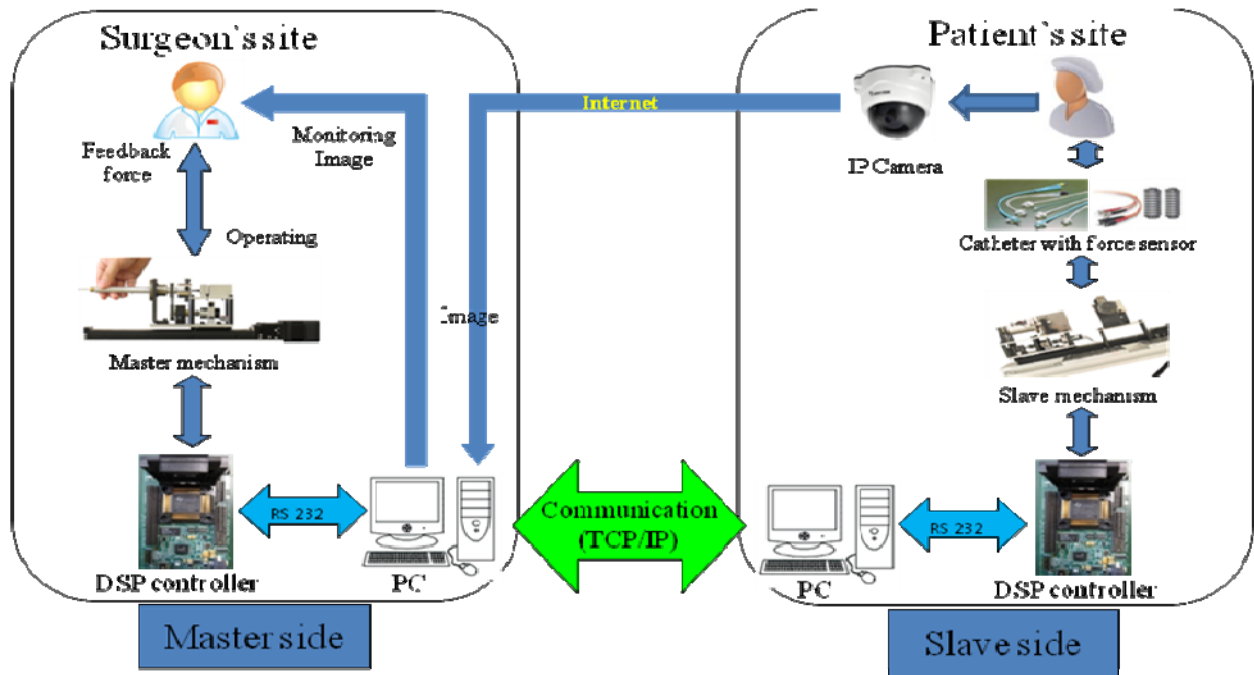 Surgeon`s site
Feedback
force
Monitoring
Image
Operating
Master mechanism
DSP controller
RS 232
PC
Master side
Internet
Image
Communication
(TCP/IP)
Patient`s site
IP Camera
Catheter with force sensor
Slave mechanism
RS 232
PC
DSP controller
Slave side